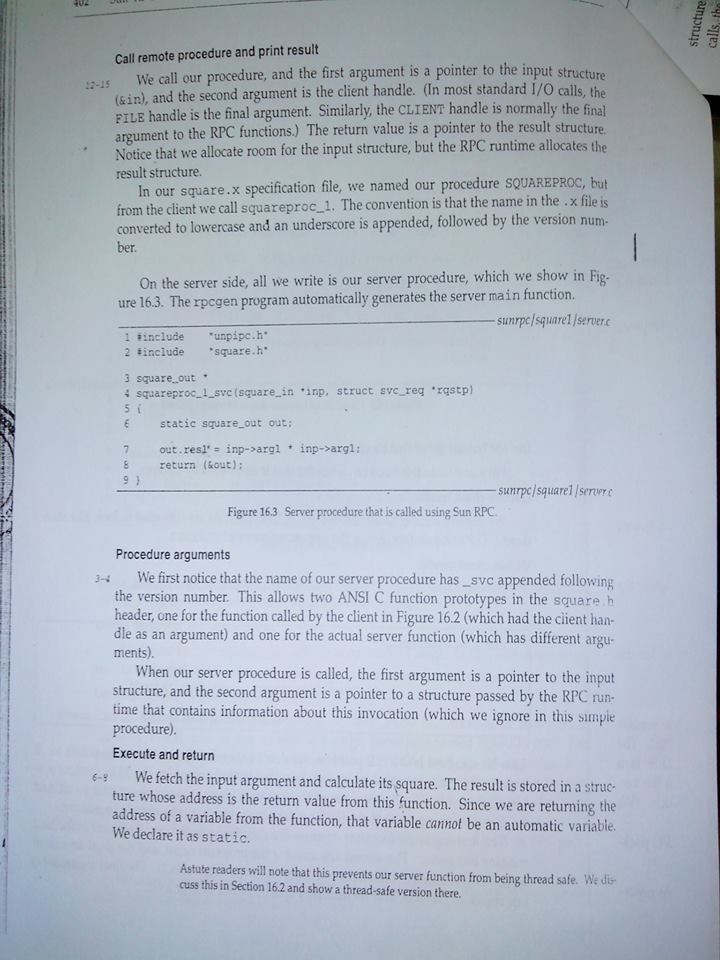 402
Call remote procedure and print result
12-15 We call our procedure, and the first argument is a pointer to the input structure
(&in), and the second argument is the client handle. (In most standard I/O calls, the
FILE handle is the final argument. Similarly, the CLIENT handle is normally the final
argument to the RPC functions.) The return value is a pointer to the result structure.
Notice that we allocate room for the input structure, but the RPC runtime allocates the
result structure.
In our square.x specification file, we named our procedure SQUAREPROC, but
from the client we call squareproc_1. The convention is that the name in the .x file is
converted to lowercase and an underscore is appended, followed by the version num-
ber.
On the server side, all we write is our server procedure, which we show in Fig-
ure 16.3. The rpcgen program automatically generates the server main function.
sunrpc/square1/server.c
1 #include "unpipc.h"
2 #include "square.h"
3 square_out *
4 squareproc_1_svc(square_in *inp, struct svc_req *rqstp)
5 {
6 static square_out out;
7 out.res1 = inp->arg1 * inp->arg1;
8 return (&out);
9 }
sunrpc/square1/server.c
Figure 16.3 Server procedure that is called using Sun RPC.
Procedure arguments
3-4 We first notice that the name of our server procedure has _svc appended following
the version number. This allows two ANSI C function prototypes in the square.h
header, one for the function called by the client in Figure 16.2 (which had the client han-
dle as an argument) and one for the actual server function (which has different argu-
ments).
When our server procedure is called, the first argument is a pointer to the input
structure, and the second argument is a pointer to a structure passed by the RPC run-
time that contains information about this invocation (which we ignore in this simple
procedure).
Execute and return
6-9 We fetch the input argument and calculate its square. The result is stored in a struc-
ture whose address is the return value from this function. Since we are returning the
address of a variable from the function, that variable cannot be an automatic variable.
We declare it as static.
Astute readers will note that this prevents our server function from being thread safe. We dis-
cuss this in Section 16.2 and show a thread-safe version there.
structure
calls, the